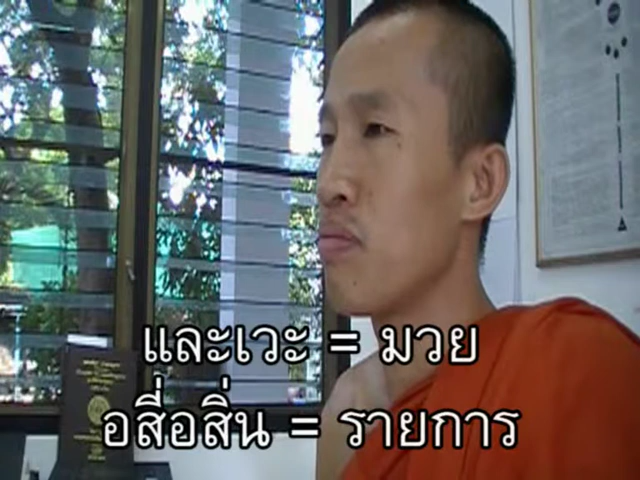 และเวะ = มวย
อสี่อสิ่น = รายการ